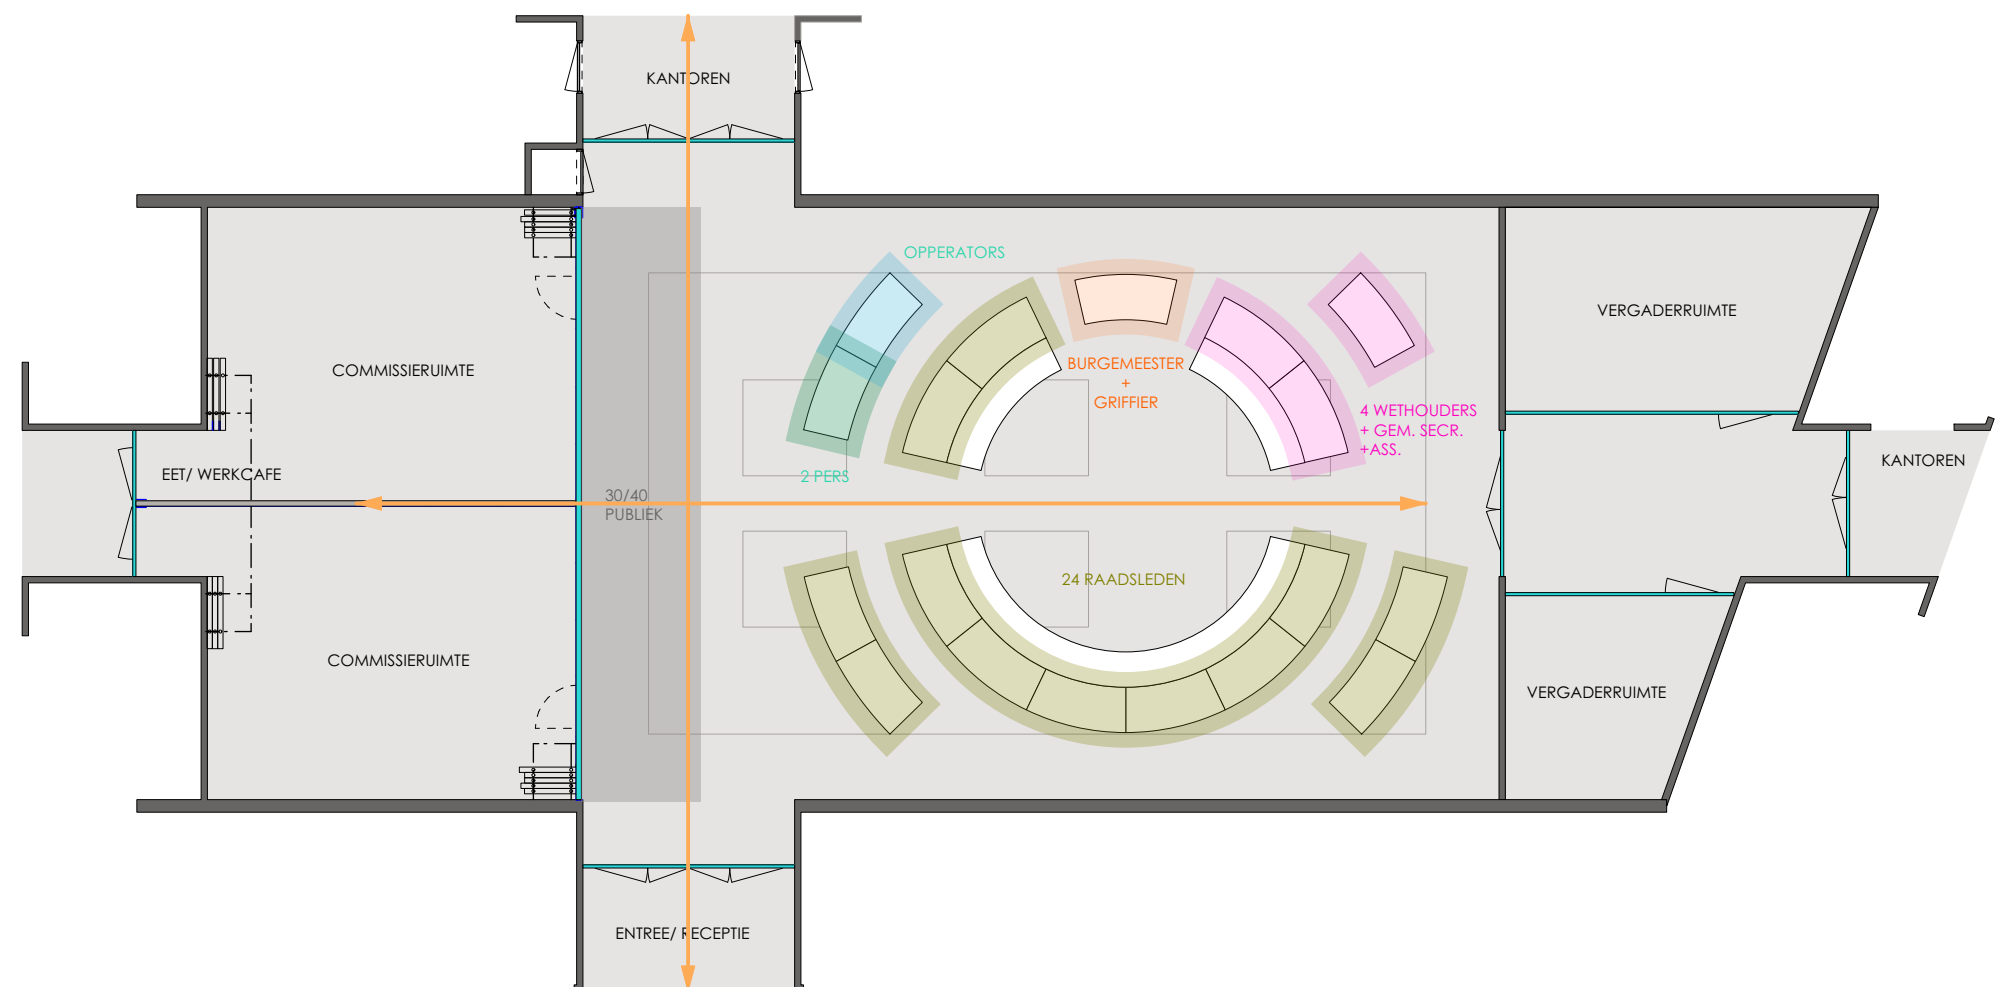 KANTOREN
OPPERATORS
VERGADERRUIMTE
COMMISSIERUIMTE
BURGEMEESTER
+
GRIFFIER
4 WETHOUDERS
+ GEM. SECR.
+ASS.
KANTOREN
EET/ WERKCAFE
2 PERS
30/40
PUBLIEK
24 RAADSLEDEN
COMMISSIERUIMTE
VERGADERRUIMTE
ENTREE/ RECEPTIE